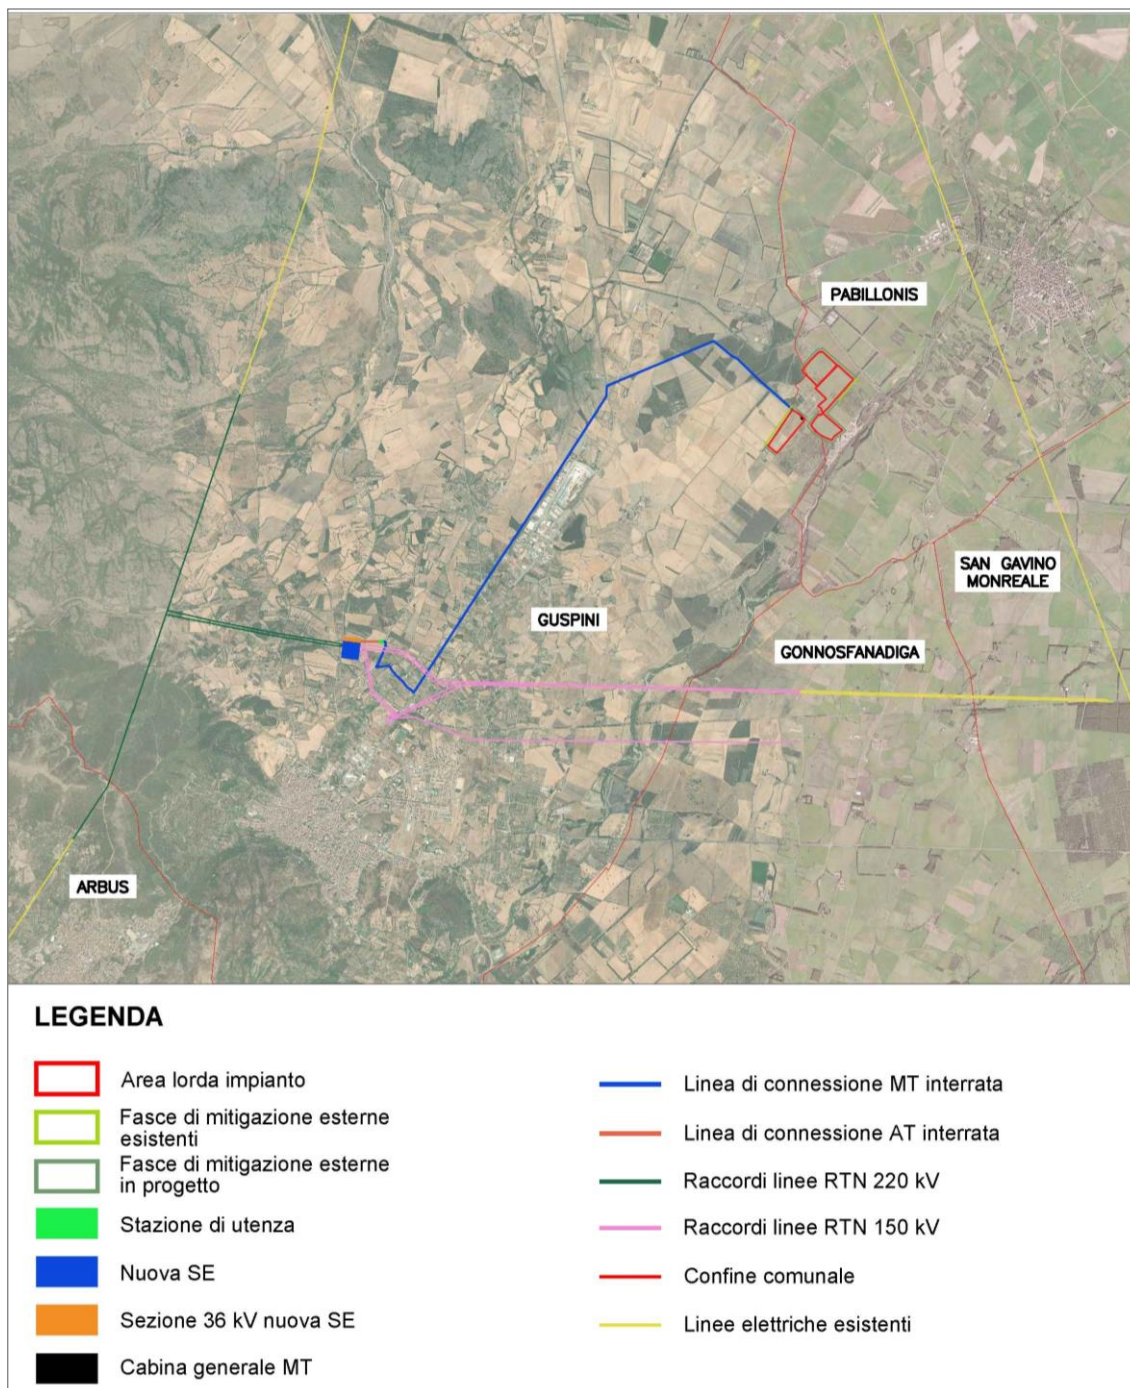 PABILLONIS
SAN GAVINO
MONREALE
GUSPINI
GONNOSFANADIGA
ARBUS
LEGENDA
Area lorda impianto
Fasce di mitigazione esterne
esistenti
Fasce di mitigazione esterne
in progetto
Stazione di utenza
Nuova SE
Sezione 36 kV nuova SE
Cabina generale MT
Linea di connessione MT interrata
Linea di connessione AT interrata
Raccordi linee RTN 220 kV
Raccordi linee RTN 150 kV
Confine comunale
Linee elettriche esistenti